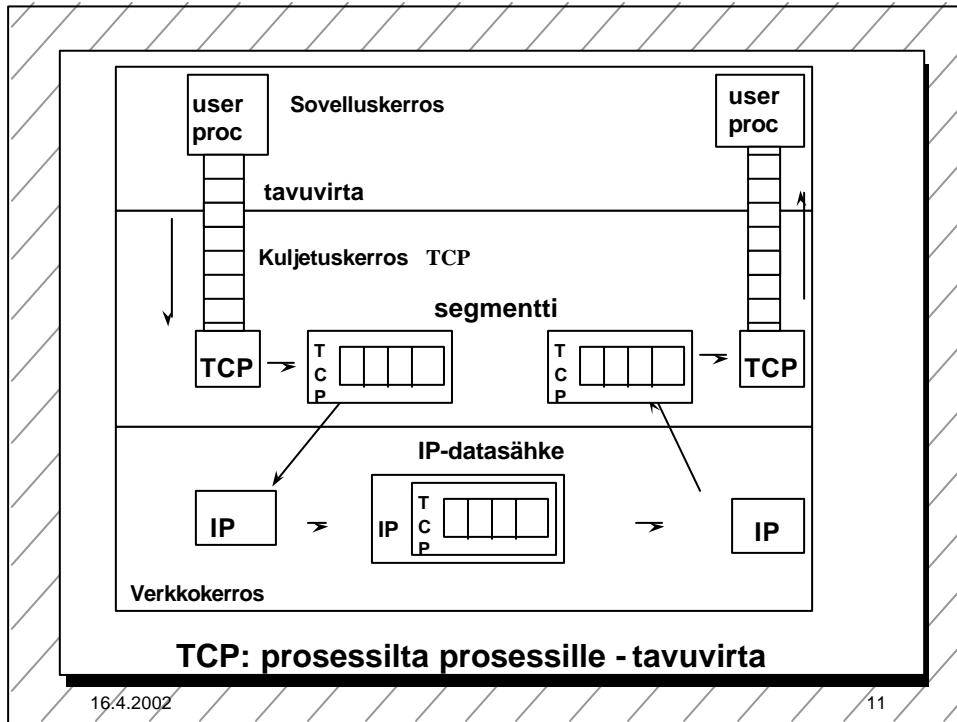 user
proc
Sovelluskerros
user
proc
tavuvirta
Kuljetuskerros TCP
segmentti
TCP
T
C
P
T
C
P
TCP
IP-datasähke
IP
IP
T
C
P
IP
Verkkokerros
TCP: prosessilta prosessille - tavuvirta
16.4.2002
11